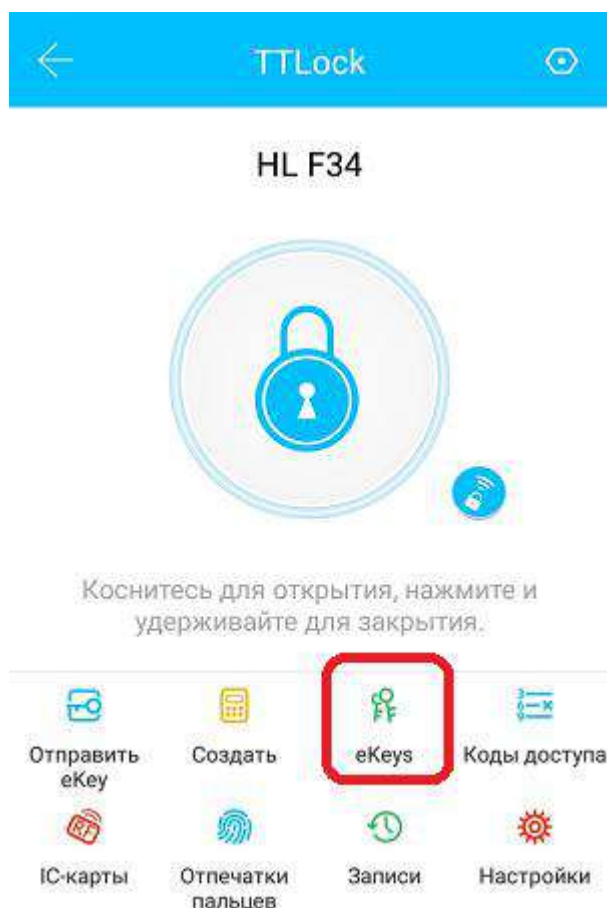 TTLock
HL F34
Коснитесь для открытия, нажмите и
удерживайте для закрытия.
Отправить
eKey
Создать
eKeys
Коды доступа
IC-карты
Отпечатки
пальцев
Записи
Настройки